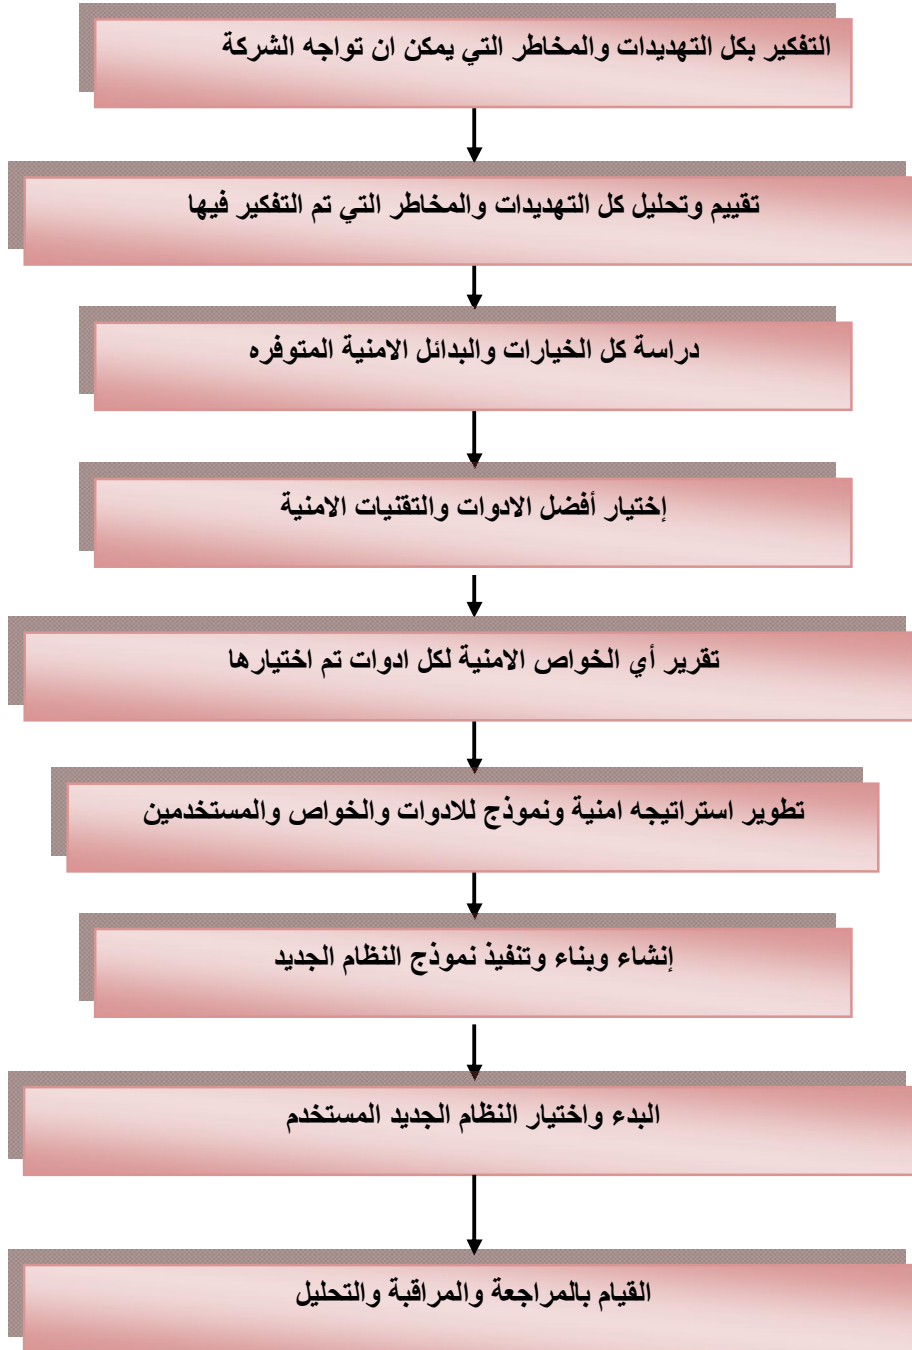 التفكير بكل التهديدات والمخاطر التي يمكن ان تواجه الشركة
تقييم وتحليل كل التهديدات والمخاطر التي تم التفكير فيها
دراسة كل الخيارات والبدائل الامنية المتوفره
إختيار أفضل الادوات والتقنيات الامنية
تقرير أي الخواص الامنية لكل ادوات تم اختيارها
تطوير استراتيجه امنية ونموذج للادوات والخواص والمستخدمين
إنشاء وبناء وتنفيذ نموذج النظام الجديد
البدء واختيار النظام الجديد المستخدم
القيام بالمراجعة والمراقبة والتحليل